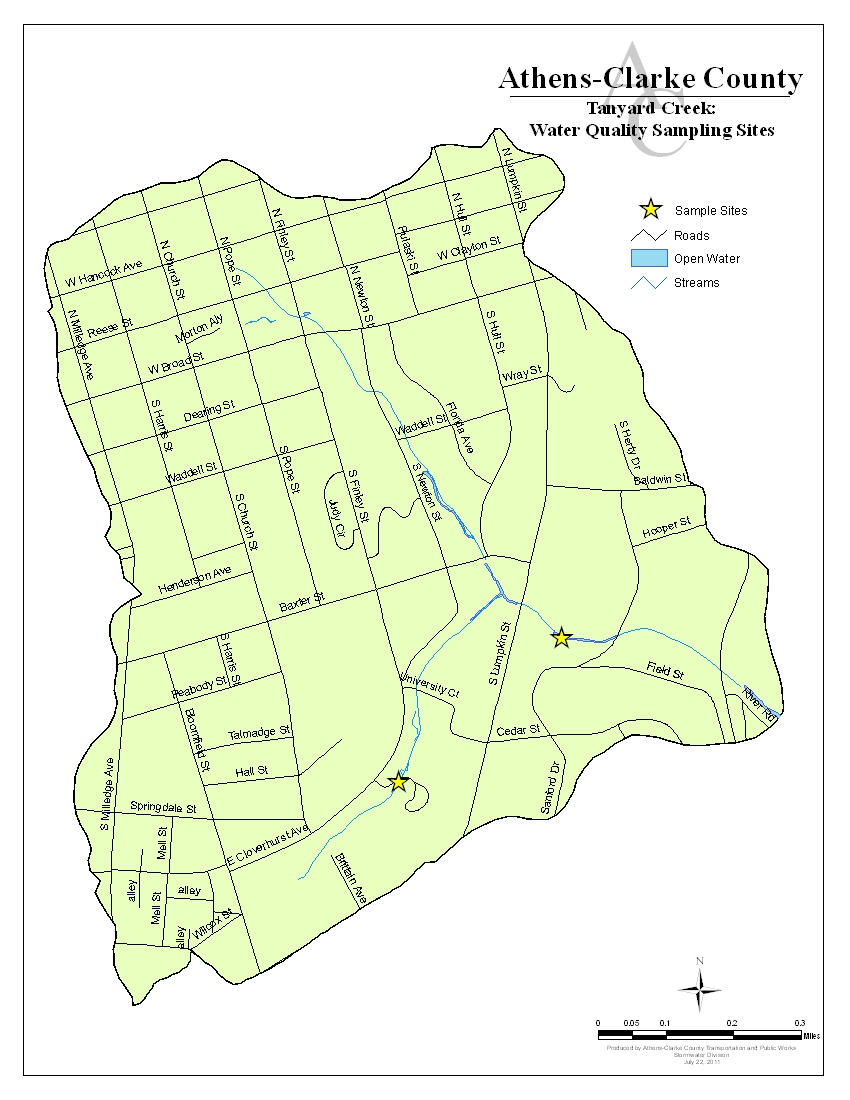 AC
Athens-Clarke County
Tanyard Creek:
Water Quality Sampling Sites
Sample Sites
Roads
Open Water
Streams
N Lumpkin St
N Hull St
N Finley St
Pulaski St
W Clayton St
N Pope St
N Church St
W Hancock Ave
N Newton St
N Milledge Ave
Reese St
Morton Aly
S Hull St
W Broad St
Wray St
Dearing St
S Harris St
Florida Ave
Waddell St
S Herty Dr
Waddell St
S Pope St
Baldwin St
S Finley St
S Newton St
Judy Cir
S Church St
Hooper St
Henderson Ave
Baxter St
S Lumpkin St
S Harris St
Field St
Peabody St
University Ct
River Rd
Bloomfield St
Talmadge St
Cedar St
Hall St
Sanford Dr
S Milledge Ave
Springdale St
Mell St
E Cloverhurst Ave
Brittain Ave
alley
alley
Mell St
Wilcox St
alley
N
0 0.05 0.1 0.2 0.3
Miles
Produced by Athens-Clarke County Transportation and Public Works
Stormwater Division
July 22, 2011